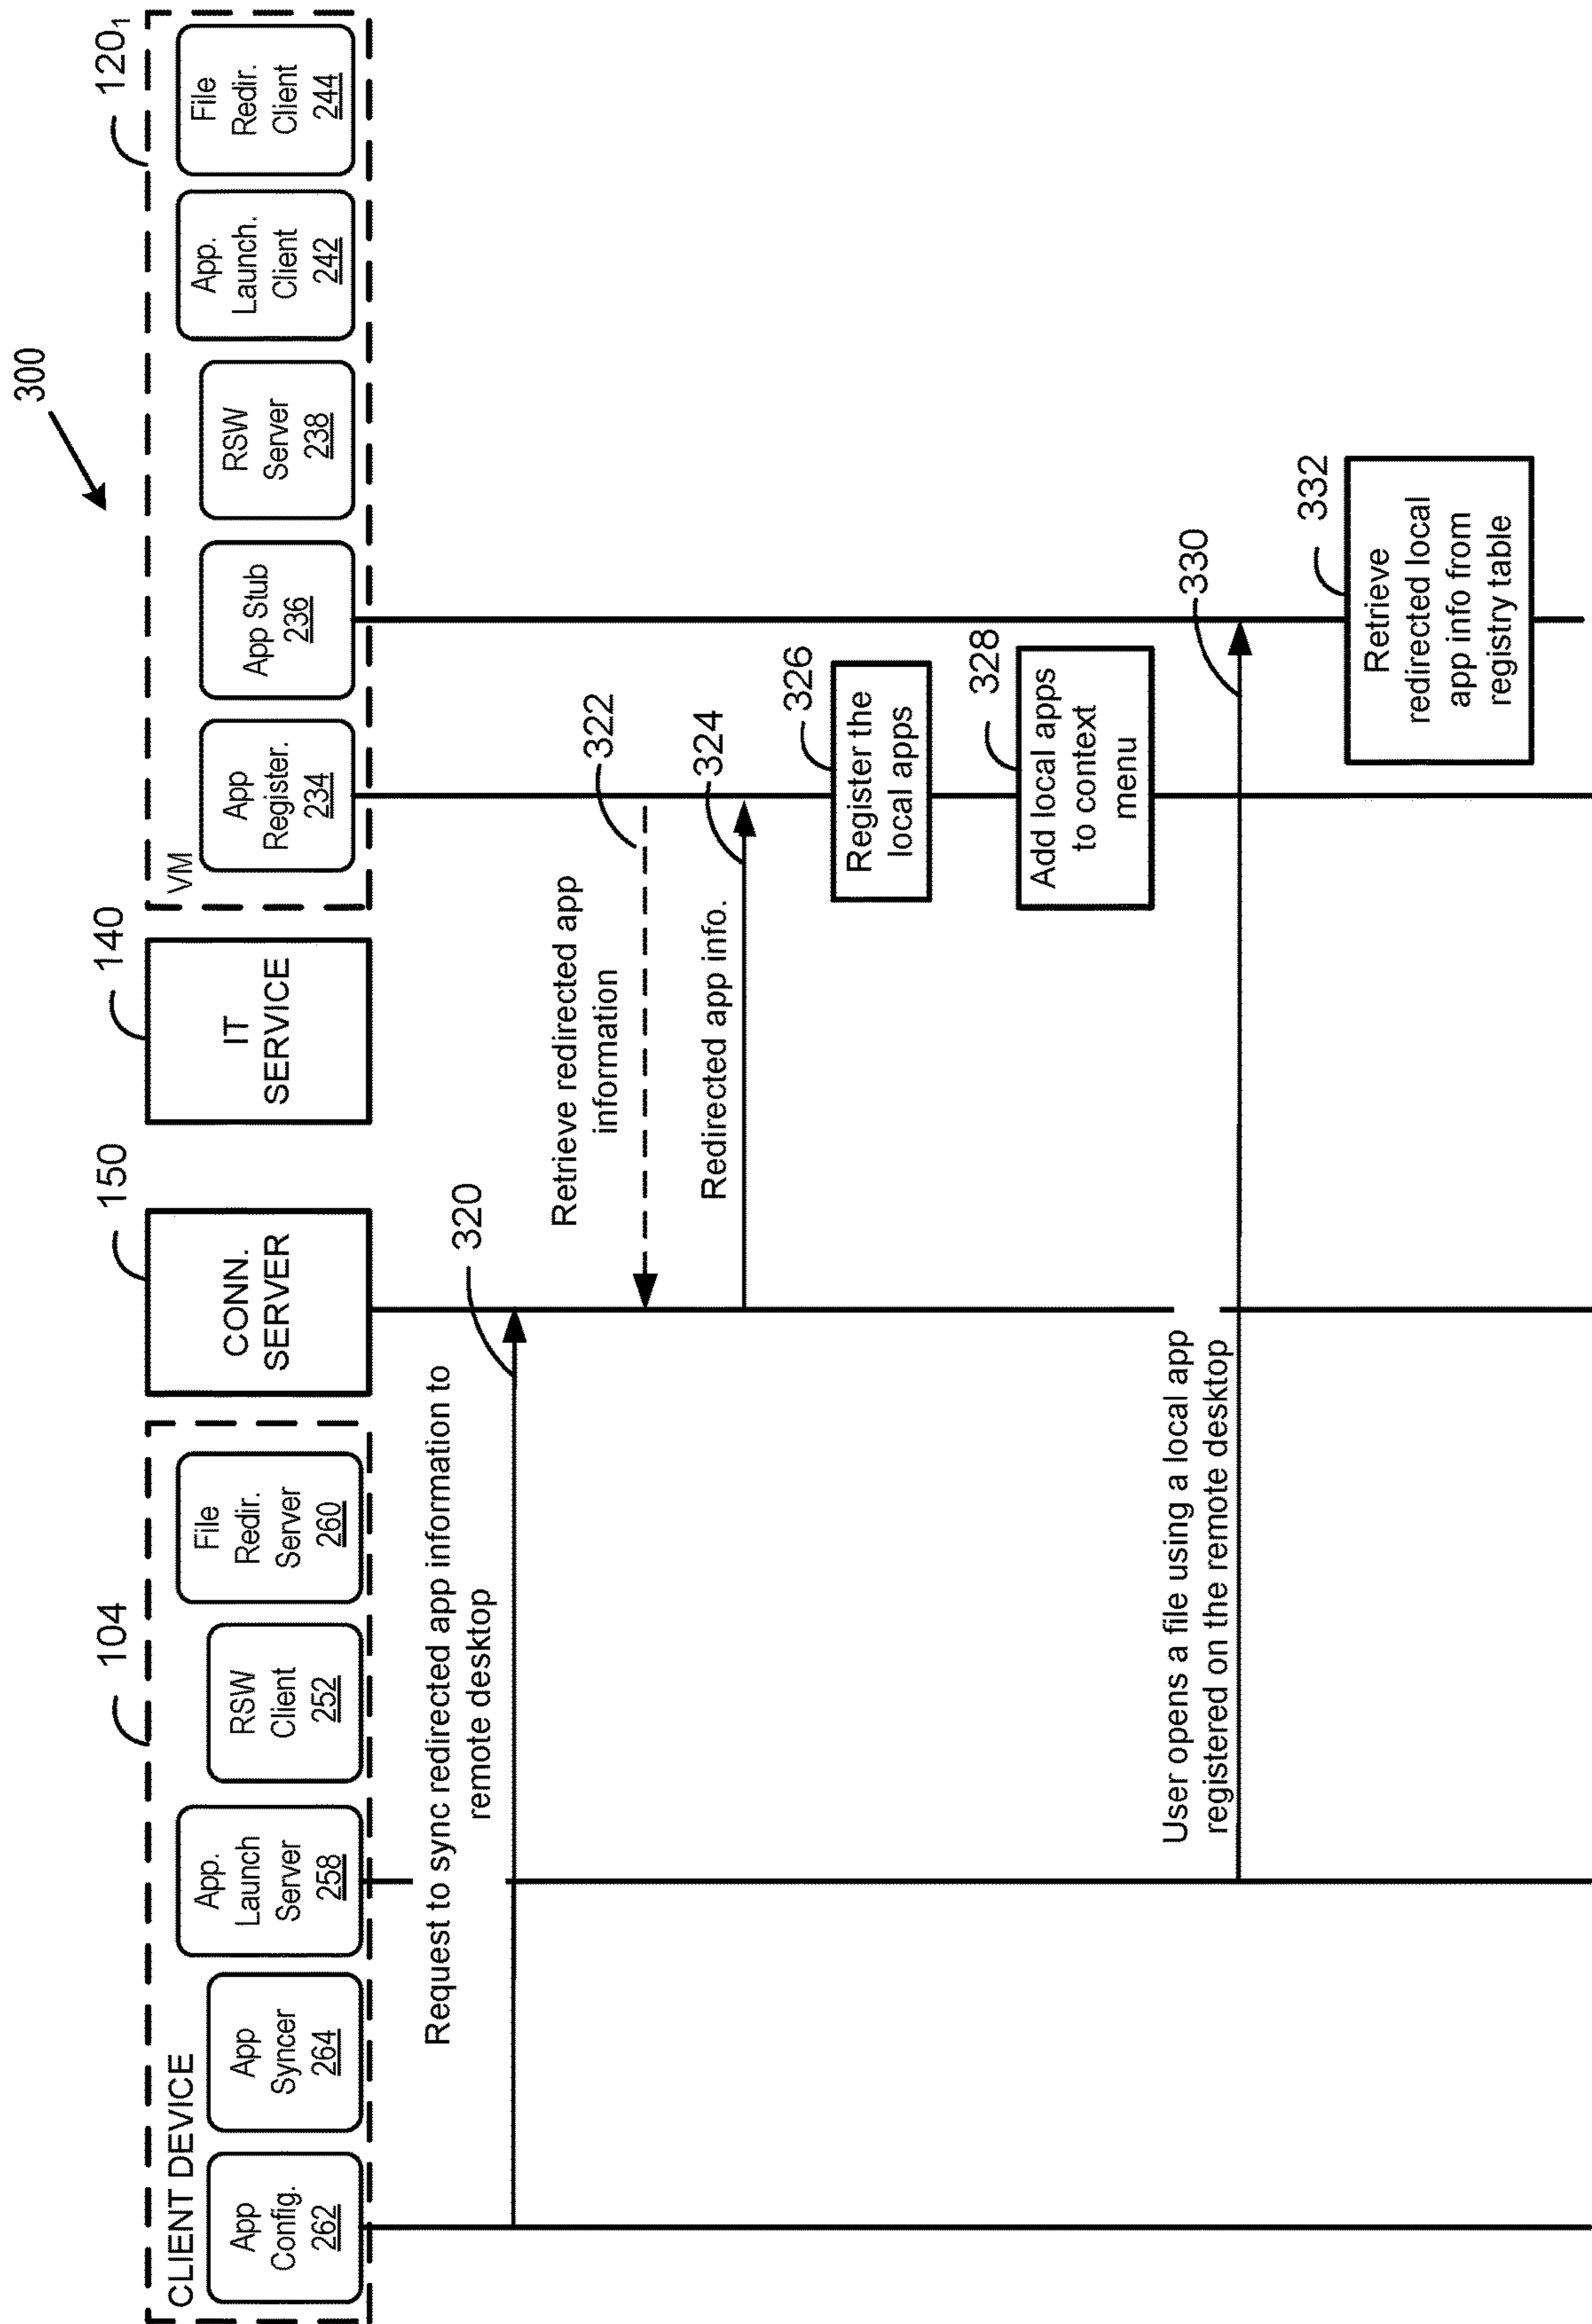 300
CLIENT DEVICE
104
App
Config.
262
App
Syncer
264
App.
Launch
Server
258
RSW
Client
252
File
Redir.
Server
260
150
CONN.
SERVER
140
IT
SERVICE
120₁
VM
App
Register.
234
App Stub
236
RSW
Server
238
App.
Launch.
Client
242
File
Redir.
Client
244
Request to sync redirected app information to
remote desktop
320
Retrieve redirected app
information
322
Redirected app info.
324
326
Register the
local apps
328
Add local apps
to context
menu
User opens a file using a local app
registered on the remote desktop
330
332
Retrieve
redirected local
app info from
registry table